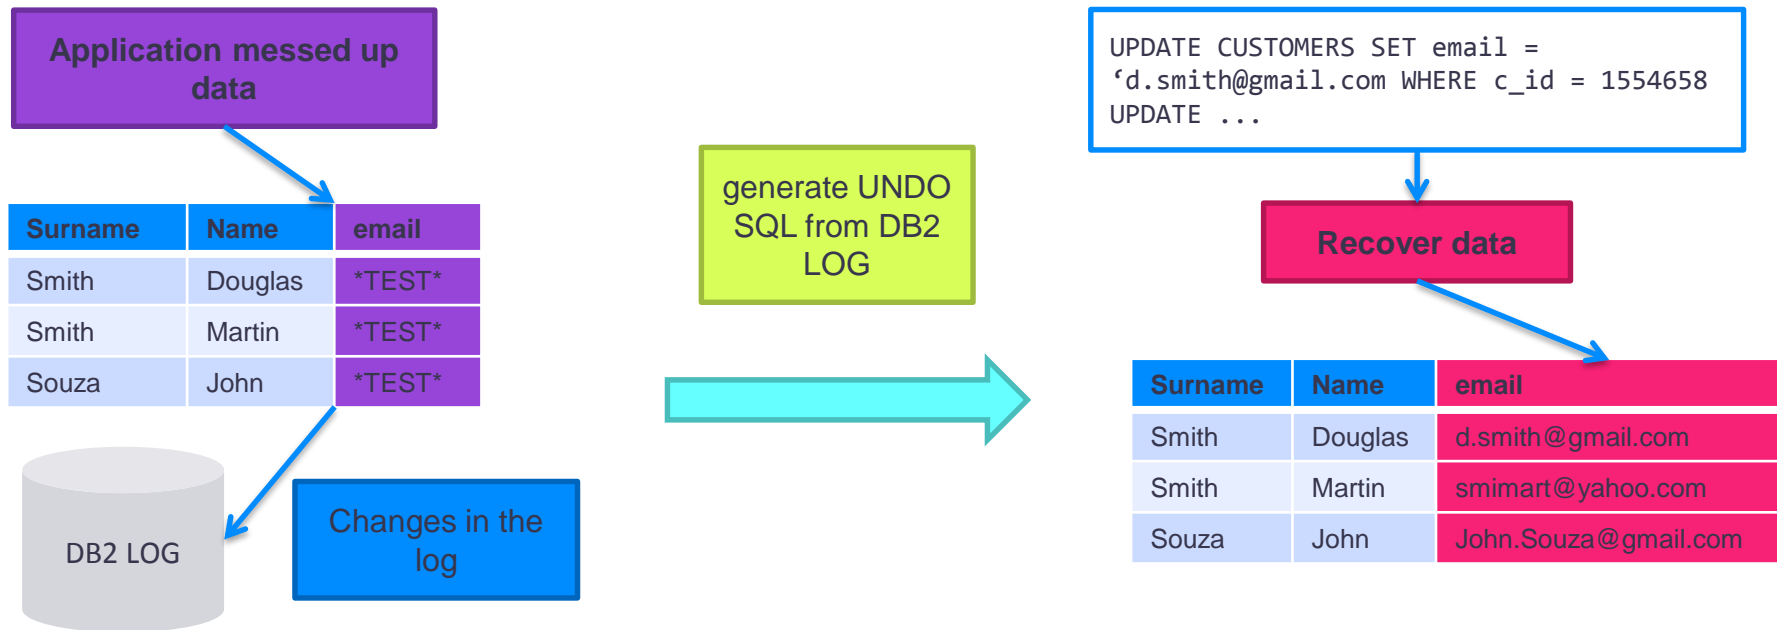 Application messed up
data
Surname Name email
Smith Douglas *TEST*
Smith Martin *TEST*
Souza John *TEST*
DB2 LOG
Changes in the
log
generate UNDO
SQL from DB2
LOG
UPDATE CUSTOMERS SET email =
‘d.smith@gmail.com WHERE c_id = 1554658
UPDATE ...
Recover data
Surname Name email
Smith Douglas d.smith@gmail.com
Smith Martin smimart@yahoo.com
Souza John John.Souza@gmail.com